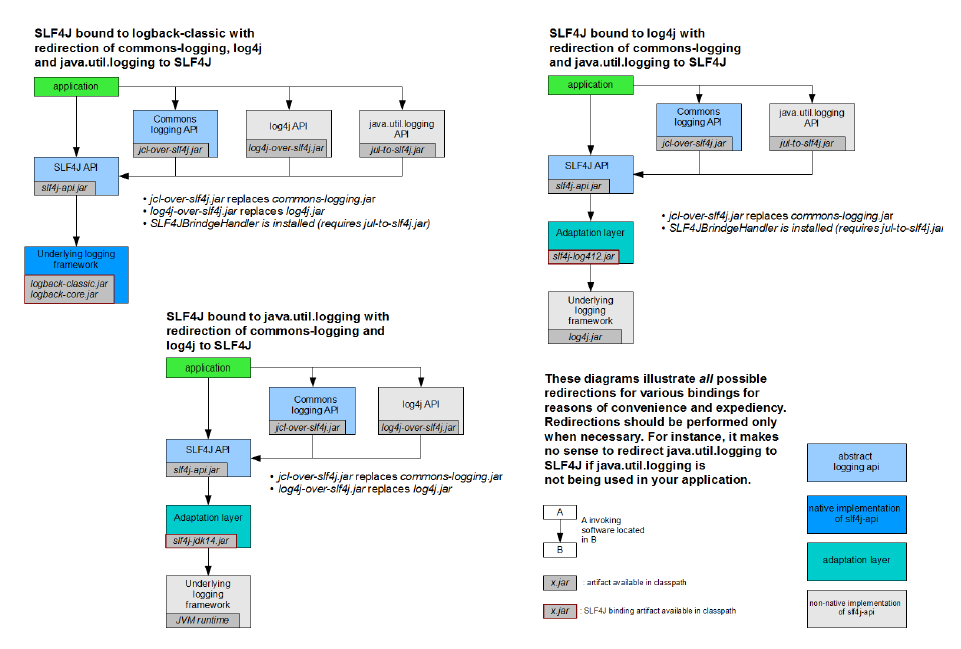 SLF4J bound to logback-classic with
redirection of commons-logging, log4j
and java.util.logging to SLF4J
application
Commons
logging API
jcl-over-slf4j.jar
log4j API
log4j-over-slf4j.jar
java.util.logging
API
jul-to-slf4j.jar
SLF4J API
slf4j-api.jar
• jcl-over-slf4j.jar replaces commons-logging.jar
• log4j-over-slf4j.jar replaces log4j.jar
• SLF4JBrindgeHandler is installed (requires jul-to-slf4j.jar)
Underlying logging
framework
logback-classic.jar
logback-core.jar
SLF4J bound to log4j with
redirection of commons-logging
and java.util.logging to SLF4J
application
Commons
logging API
jcl-over-slf4j.jar
java.util.logging
API
jul-to-slf4j.jar
SLF4J API
slf4j-api.jar
• jcl-over-slf4j.jar replaces commons-logging.jar
• SLF4JBrindgeHandler is installed (requires jul-to-slf4j.jar
Adaptation layer
slf4j-log412.jar
Underlying
logging
framework
log4j.jar
SLF4J bound to java.util.logging with
redirection of commons-logging and
log4j to SLF4J
application
Commons
logging API
jcl-over-slf4j.jar
log4j API
log4j-over-slf4j.jar
SLF4J API
slf4j-api.jar
• jcl-over-slf4j.jar replaces commons-logging.jar
• log4j-over-slf4j.jar replaces log4j.jar
Adaptation layer
slf4j-jdk14.jar
Underlying
logging
framework
JVM runtime
These diagrams illustrate all possible
redirections for various bindings for
reasons of convenience and expediency.
Redirections should be performed only
when necessary. For instance, it makes
no sense to redirect java.util.logging to
SLF4J if java.util.logging is
not being used in your application.
A
B
A invoking
software located
in B
x.jar : artifact available in classpath
x.jar : SLF4J binding artifact available in classpath
abstract
logging api
native implementation
of slf4j-api
adaptation layer
non-native implementation
of slf4j-api